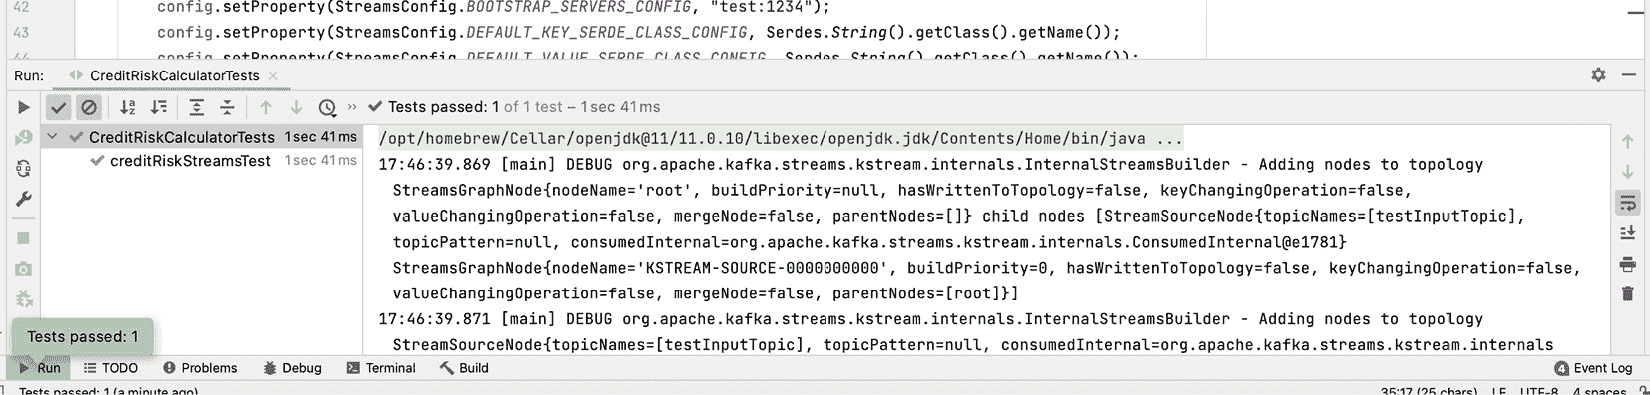 42 config.setProperty(StreamsConfig.BOOTSTRAP_SERVERS_CONFIG, "test:1234");
43 config.setProperty(StreamsConfig.DEFAULT_KEY_SERDE_CLASS_CONFIG, Serdes.String().getClass().getName());
44 config.setProperty(StreamsConfig.DEFAULT_VALUE_SERDE_CLASS_CONFIG, Serdes.String().getClass().getName());
Run: CreditRiskCalculatorTests
Tests passed: 1 of 1 test – 1 sec 41 ms
CreditRiskCalculatorTests 1 sec 41 ms
creditRiskStreamsTest 1 sec 41 ms
/opt/homebrew/Cellar/openjdk@11/11.0.10/libexec/openjdk.jdk/Contents/Home/bin/java ...
17:46:39.869 [main] DEBUG org.apache.kafka.streams.kstream.internals.InternalStreamsBuilder - Adding nodes to topology
StreamsGraphNode{nodeName='root', buildPriority=null, hasWrittenToTopology=false, keyChangingOperation=false,
valueChangingOperation=false, mergeNode=false, parentNodes=[]} child nodes [StreamSourceNode{topicNames=[testInputTopic],
topicPattern=null, consumedInternal=org.apache.kafka.streams.kstream.internals.ConsumedInternal@e1781}
StreamsGraphNode{nodeName='KSTREAM-SOURCE-0000000000', buildPriority=0, hasWrittenToTopology=false, keyChangingOperation=false,
valueChangingOperation=false, mergeNode=false, parentNodes=[root]}]
17:46:39.871 [main] DEBUG org.apache.kafka.streams.kstream.internals.InternalStreamsBuilder - Adding nodes to topology
StreamSourceNode{topicNames=[testInputTopic], topicPattern=null, consumedInternal=org.apache.kafka.streams.kstream.internals
Tests passed: 1
Run TODO Problems Debug Terminal Build 4 Event Log
Tests passed: 1 (a minute ago) 35:17 (25 chars) LF UTF-8 4 spaces